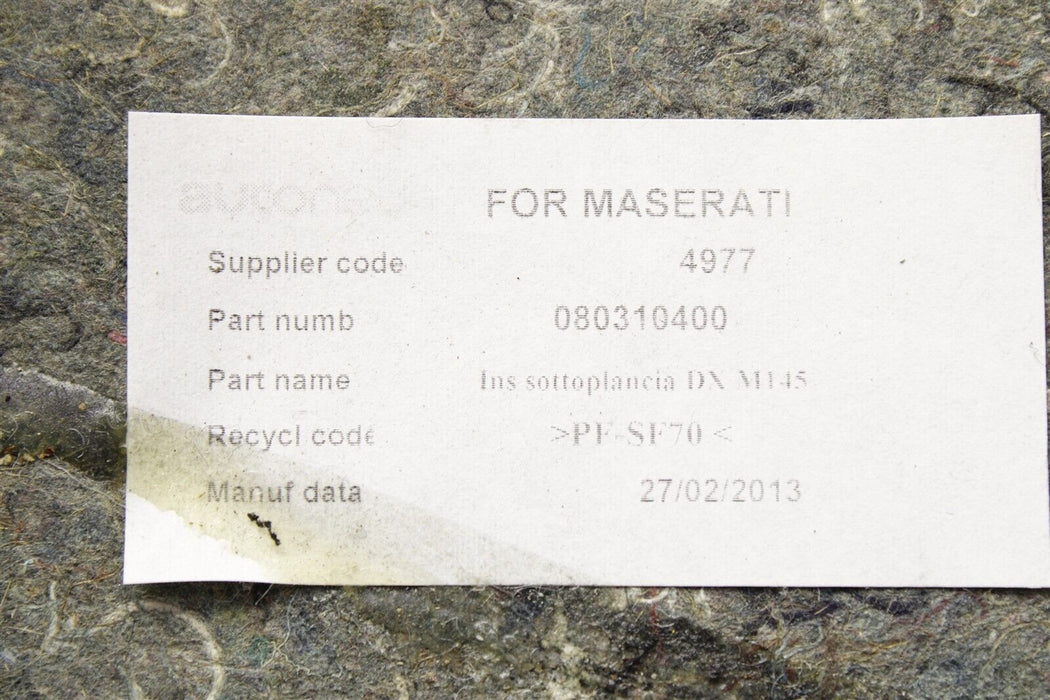 FOR MASERATI
Supplier code 4977
Part numb 080310400
Part name Ins sottoplancia DX M145
Recycl code >PF-SF70 <
Manuf data 27/02/2013